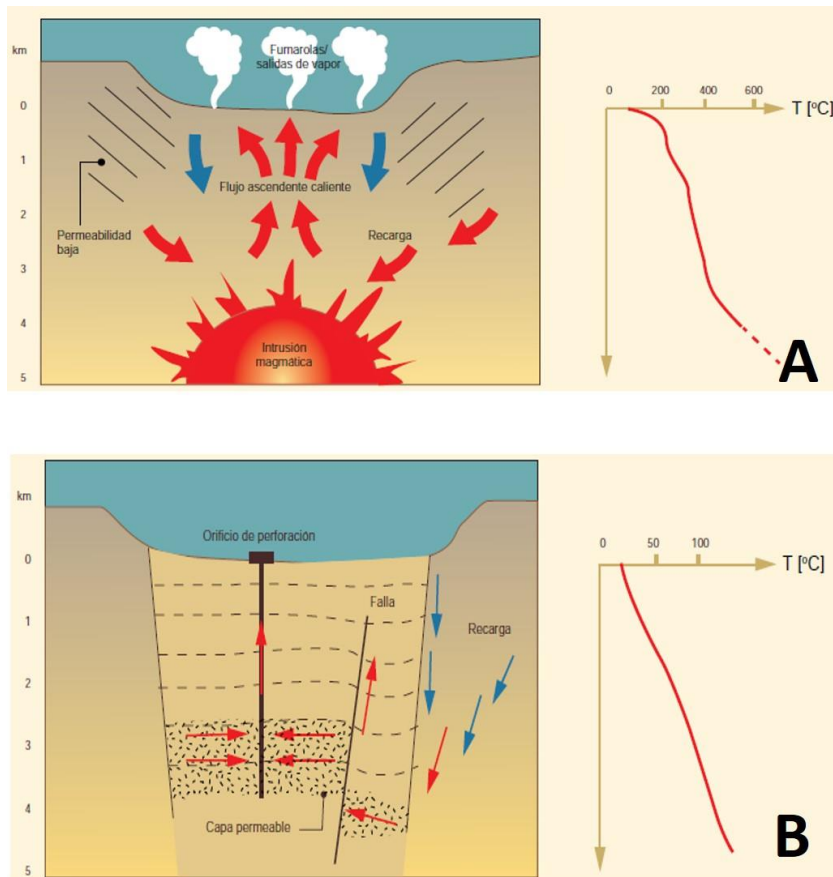 km
0
1
2
3
4
5
Fumarolas/
salidas de vapor
Flujo ascendente caliente
Permeabilidad
baja
Recarga
Intrusión
magmática
0
200
400
600
T [ºC]
A
km
0
1
2
3
4
5
Orificio de perforación
Falla
Recarga
Capa permeable
0
50
100
T [ºC]
B